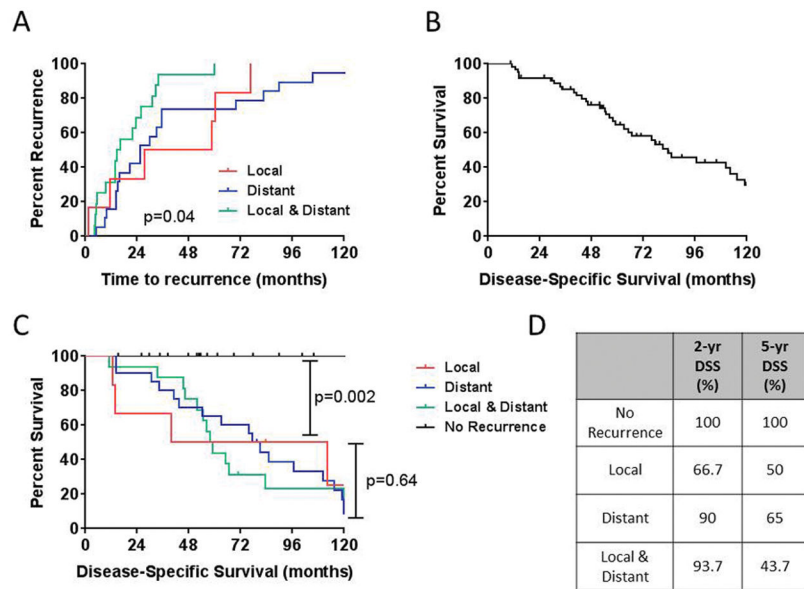 A
Percent Recurrence
100
80
60
40
20
0
Local
Distant
Local & Distant
p=0.04
0 24 48 72 96 120
Time to recurrence (months)
B
Percent Survival
100
80
60
40
20
0
0 24 48 72 96 120
Disease-Specific Survival (months)
C
Percent Survival
100
80
60
40
20
0
p=0.002
p=0.64
Local
Distant
Local & Distant
No Recurrence
0 24 48 72 96 120
Disease-Specific Survival (months)
D
2-yr 5-yr
DSS DSS
(%) (%)
No
Recurrence 100 100
Local 66.7 50
Distant 90 65
Local &
Distant 93.7 43.7